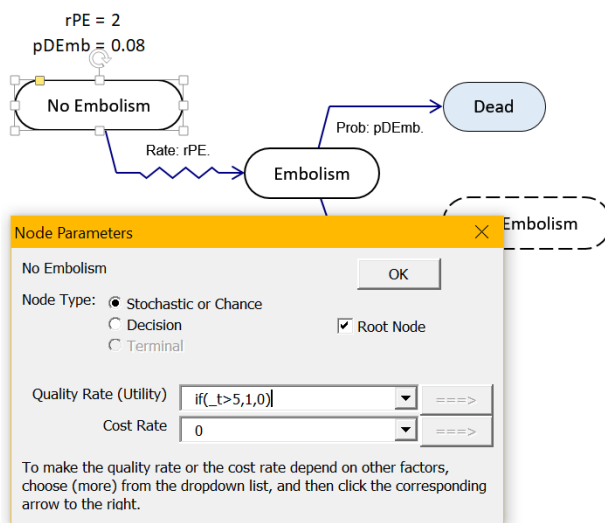 rPE = 2
pDEmb = 0.08
No Embolism
Dead
Prob: pDEmb.
Rate: rPE.
Embolism
Embolism
Node Parameters
No Embolism
OK
Node Type:
Stochastic or Chance
Decision
Root Node
Terminal
Quality Rate (Utility)
if(_t>5,1,0)
===>
Cost Rate
0
===>
To make the quality rate or the cost rate depend on other factors,
choose (more) from the dropdown list, and then click the corresponding
arrow to the right.